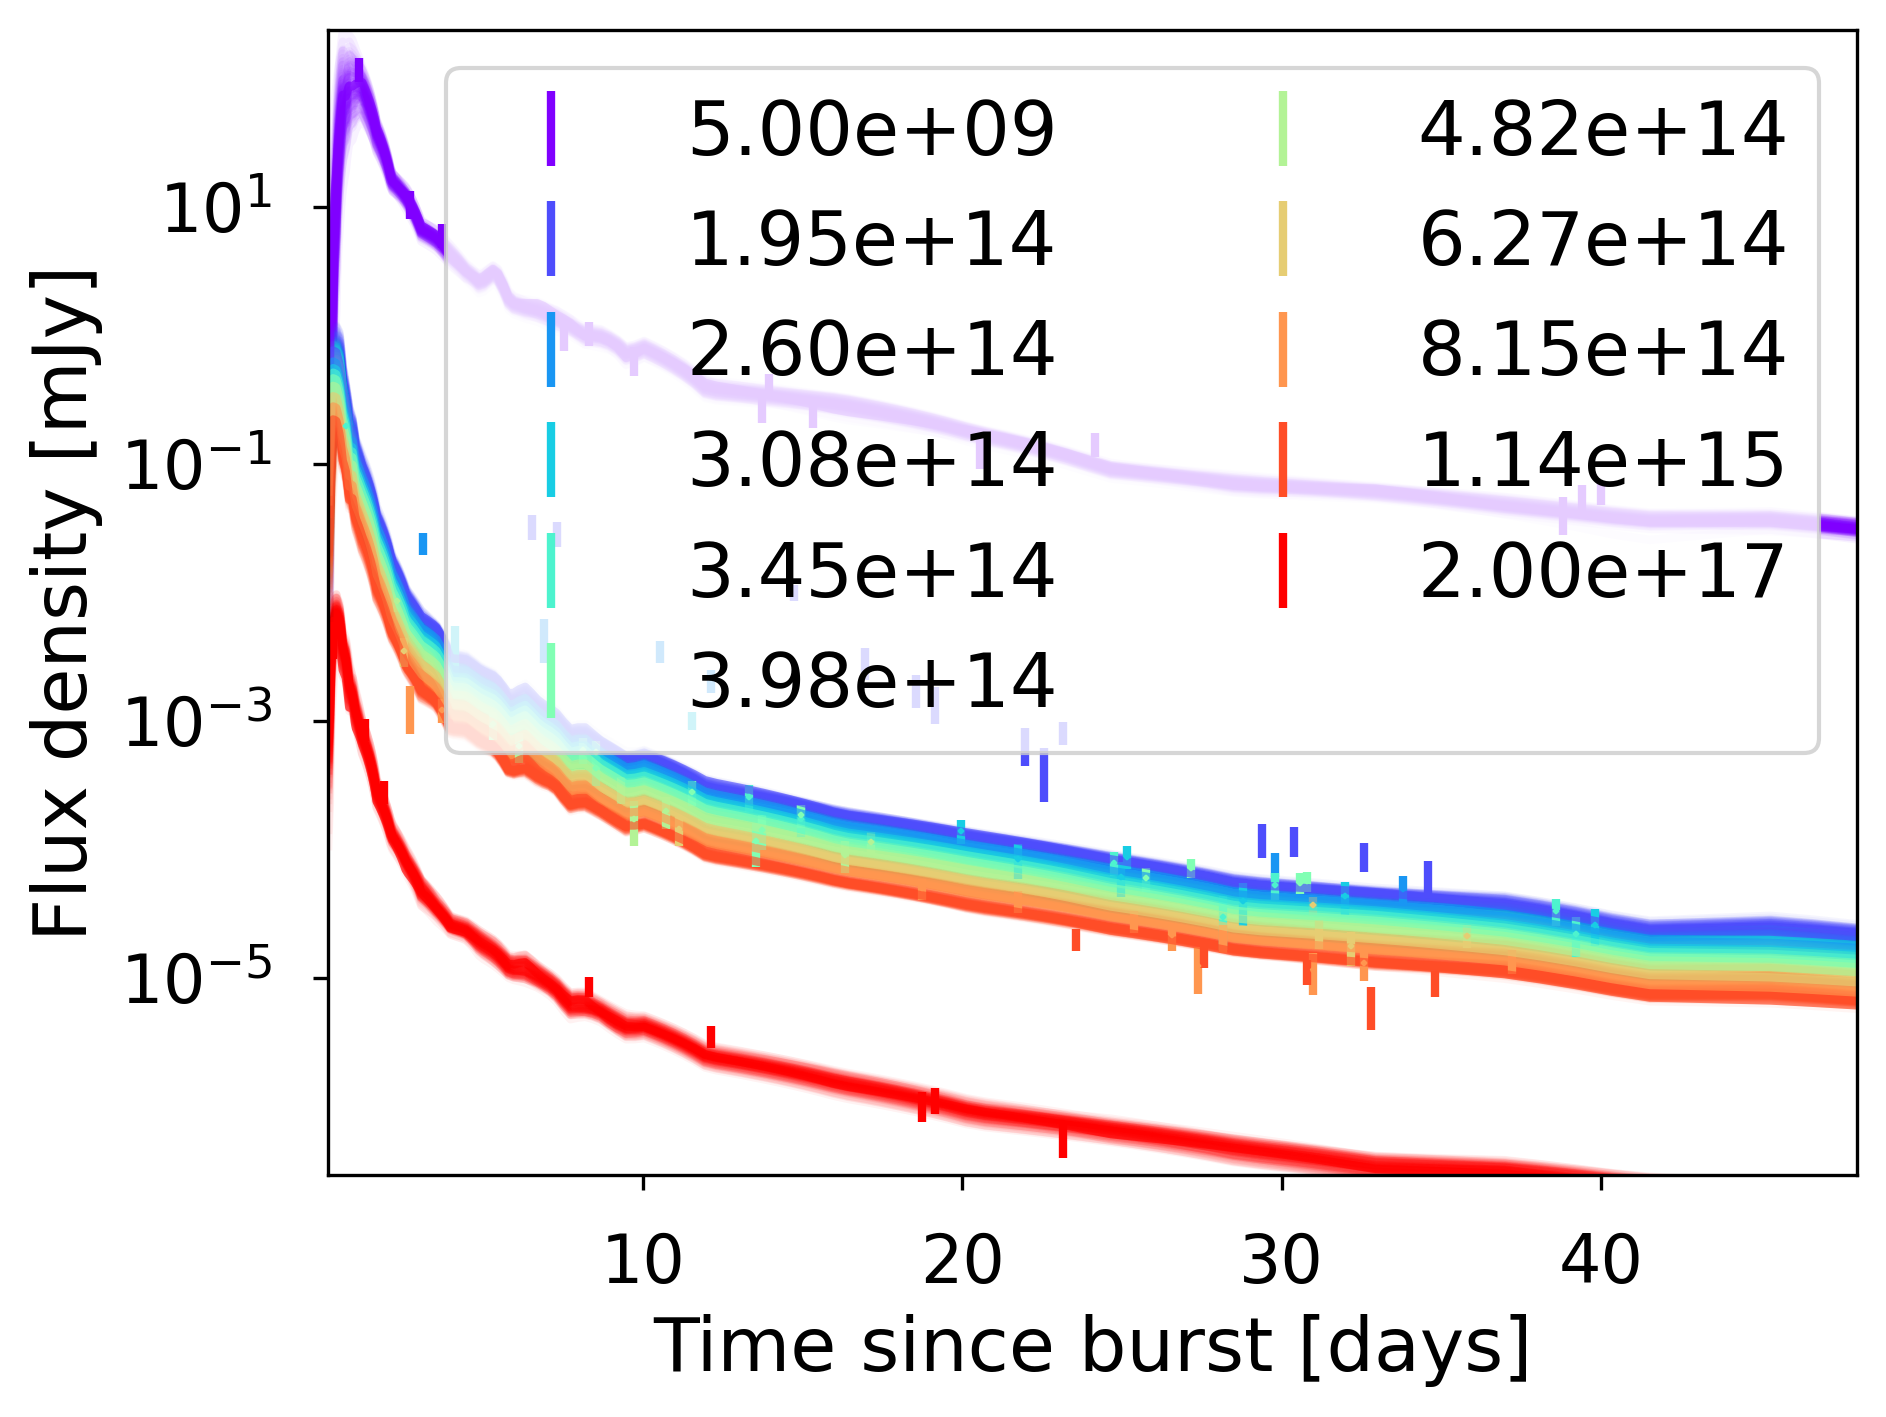 Flux density [mJy]
10^1
10^−1
10^−3
10^−5
5.00e+09
1.95e+14
2.60e+14
3.08e+14
3.45e+14
3.98e+14
4.82e+14
6.27e+14
8.15e+14
1.14e+15
2.00e+17
10 20 30 40
Time since burst [days]